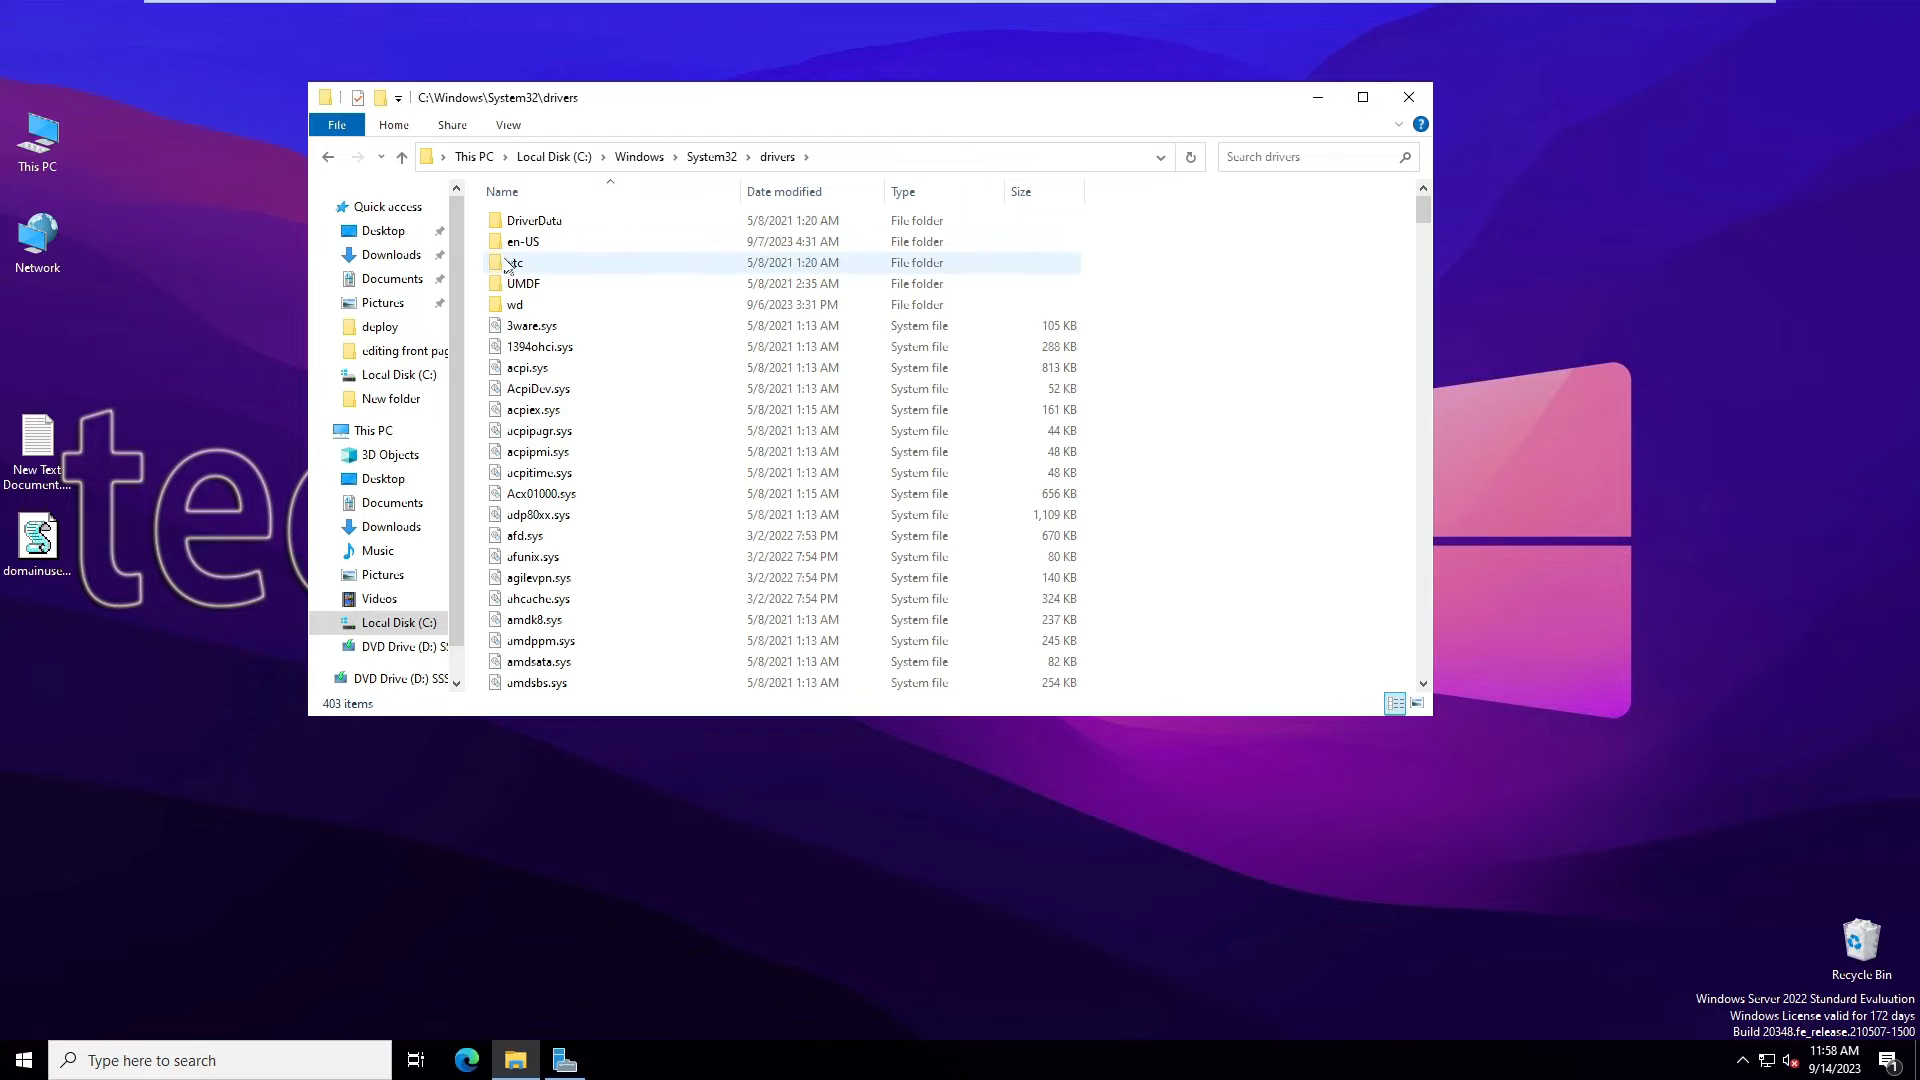 C:\Windows\System32\drivers
File Home Share View
This PC Local Disk (C:) Windows System32 drivers
Search drivers
Name Date modified Type Size
Quick access
Desktop
Downloads
Documents
Pictures
deploy
editing front pag
Local Disk (C:)
New folder
This PC
3D Objects
Desktop
Documents
Downloads
Music
Pictures
Videos
Local Disk (C:)
DVD Drive (D:) S
DVD Drive (D:) SSS
DriverData 5/8/2021 1:20 AM File folder
en-US 9/7/2023 4:31 AM File folder
tc 5/8/2021 1:20 AM File folder
UMDF 5/8/2021 2:35 AM File folder
wd 9/6/2023 3:31 PM File folder
3ware.sys 5/8/2021 1:13 AM System file 105 KB
1394ohci.sys 5/8/2021 1:13 AM System file 288 KB
acpi.sys 5/8/2021 1:13 AM System file 813 KB
AcpiDev.sys 5/8/2021 1:13 AM System file 52 KB
acpiex.sys 5/8/2021 1:15 AM System file 161 KB
acpipagr.sys 5/8/2021 1:13 AM System file 44 KB
acpipmi.sys 5/8/2021 1:13 AM System file 48 KB
acpitime.sys 5/8/2021 1:13 AM System file 48 KB
Acx01000.sys 5/8/2021 1:15 AM System file 656 KB
adp80xx.sys 5/8/2021 1:13 AM System file 1,109 KB
afd.sys 3/2/2022 7:53 PM System file 670 KB
afunix.sys 3/2/2022 7:54 PM System file 80 KB
agilevpn.sys 3/2/2022 7:54 PM System file 140 KB
ahcache.sys 3/2/2022 7:54 PM System file 324 KB
amdk8.sys 5/8/2021 1:13 AM System file 237 KB
amdppm.sys 5/8/2021 1:13 AM System file 245 KB
amdsata.sys 5/8/2021 1:13 AM System file 82 KB
amdsbs.sys 5/8/2021 1:13 AM System file 254 KB
403 items
This PC
Network
New Text
Document....
domainuse...
te
Recycle Bin
Windows Server 2022 Standard Evaluation
Windows License valid for 172 days
Build 20348.fe_release.210507-1500
Type here to search
11:58 AM
9/14/2023
1